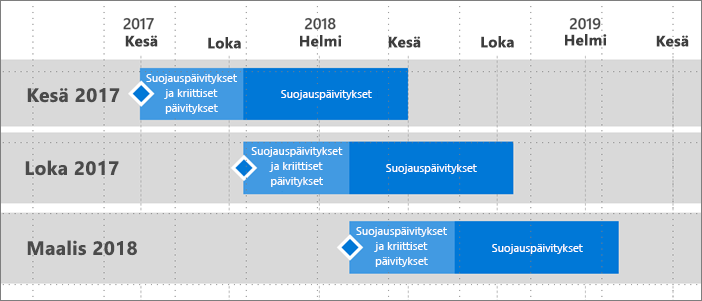 2017 2018 2019
Kesä Loka Helmi Kesä Loka Helmi Kesä
Kesä 2017
Suojauspäivitykset
ja kriittiset
päivitykset
Suojauspäivitykset
Loka 2017
Suojauspäivitykset
ja kriittiset
päivitykset
Suojauspäivitykset
Maalis 2018
Suojauspäivitykset
ja kriittiset
päivitykset
Suojauspäivitykset